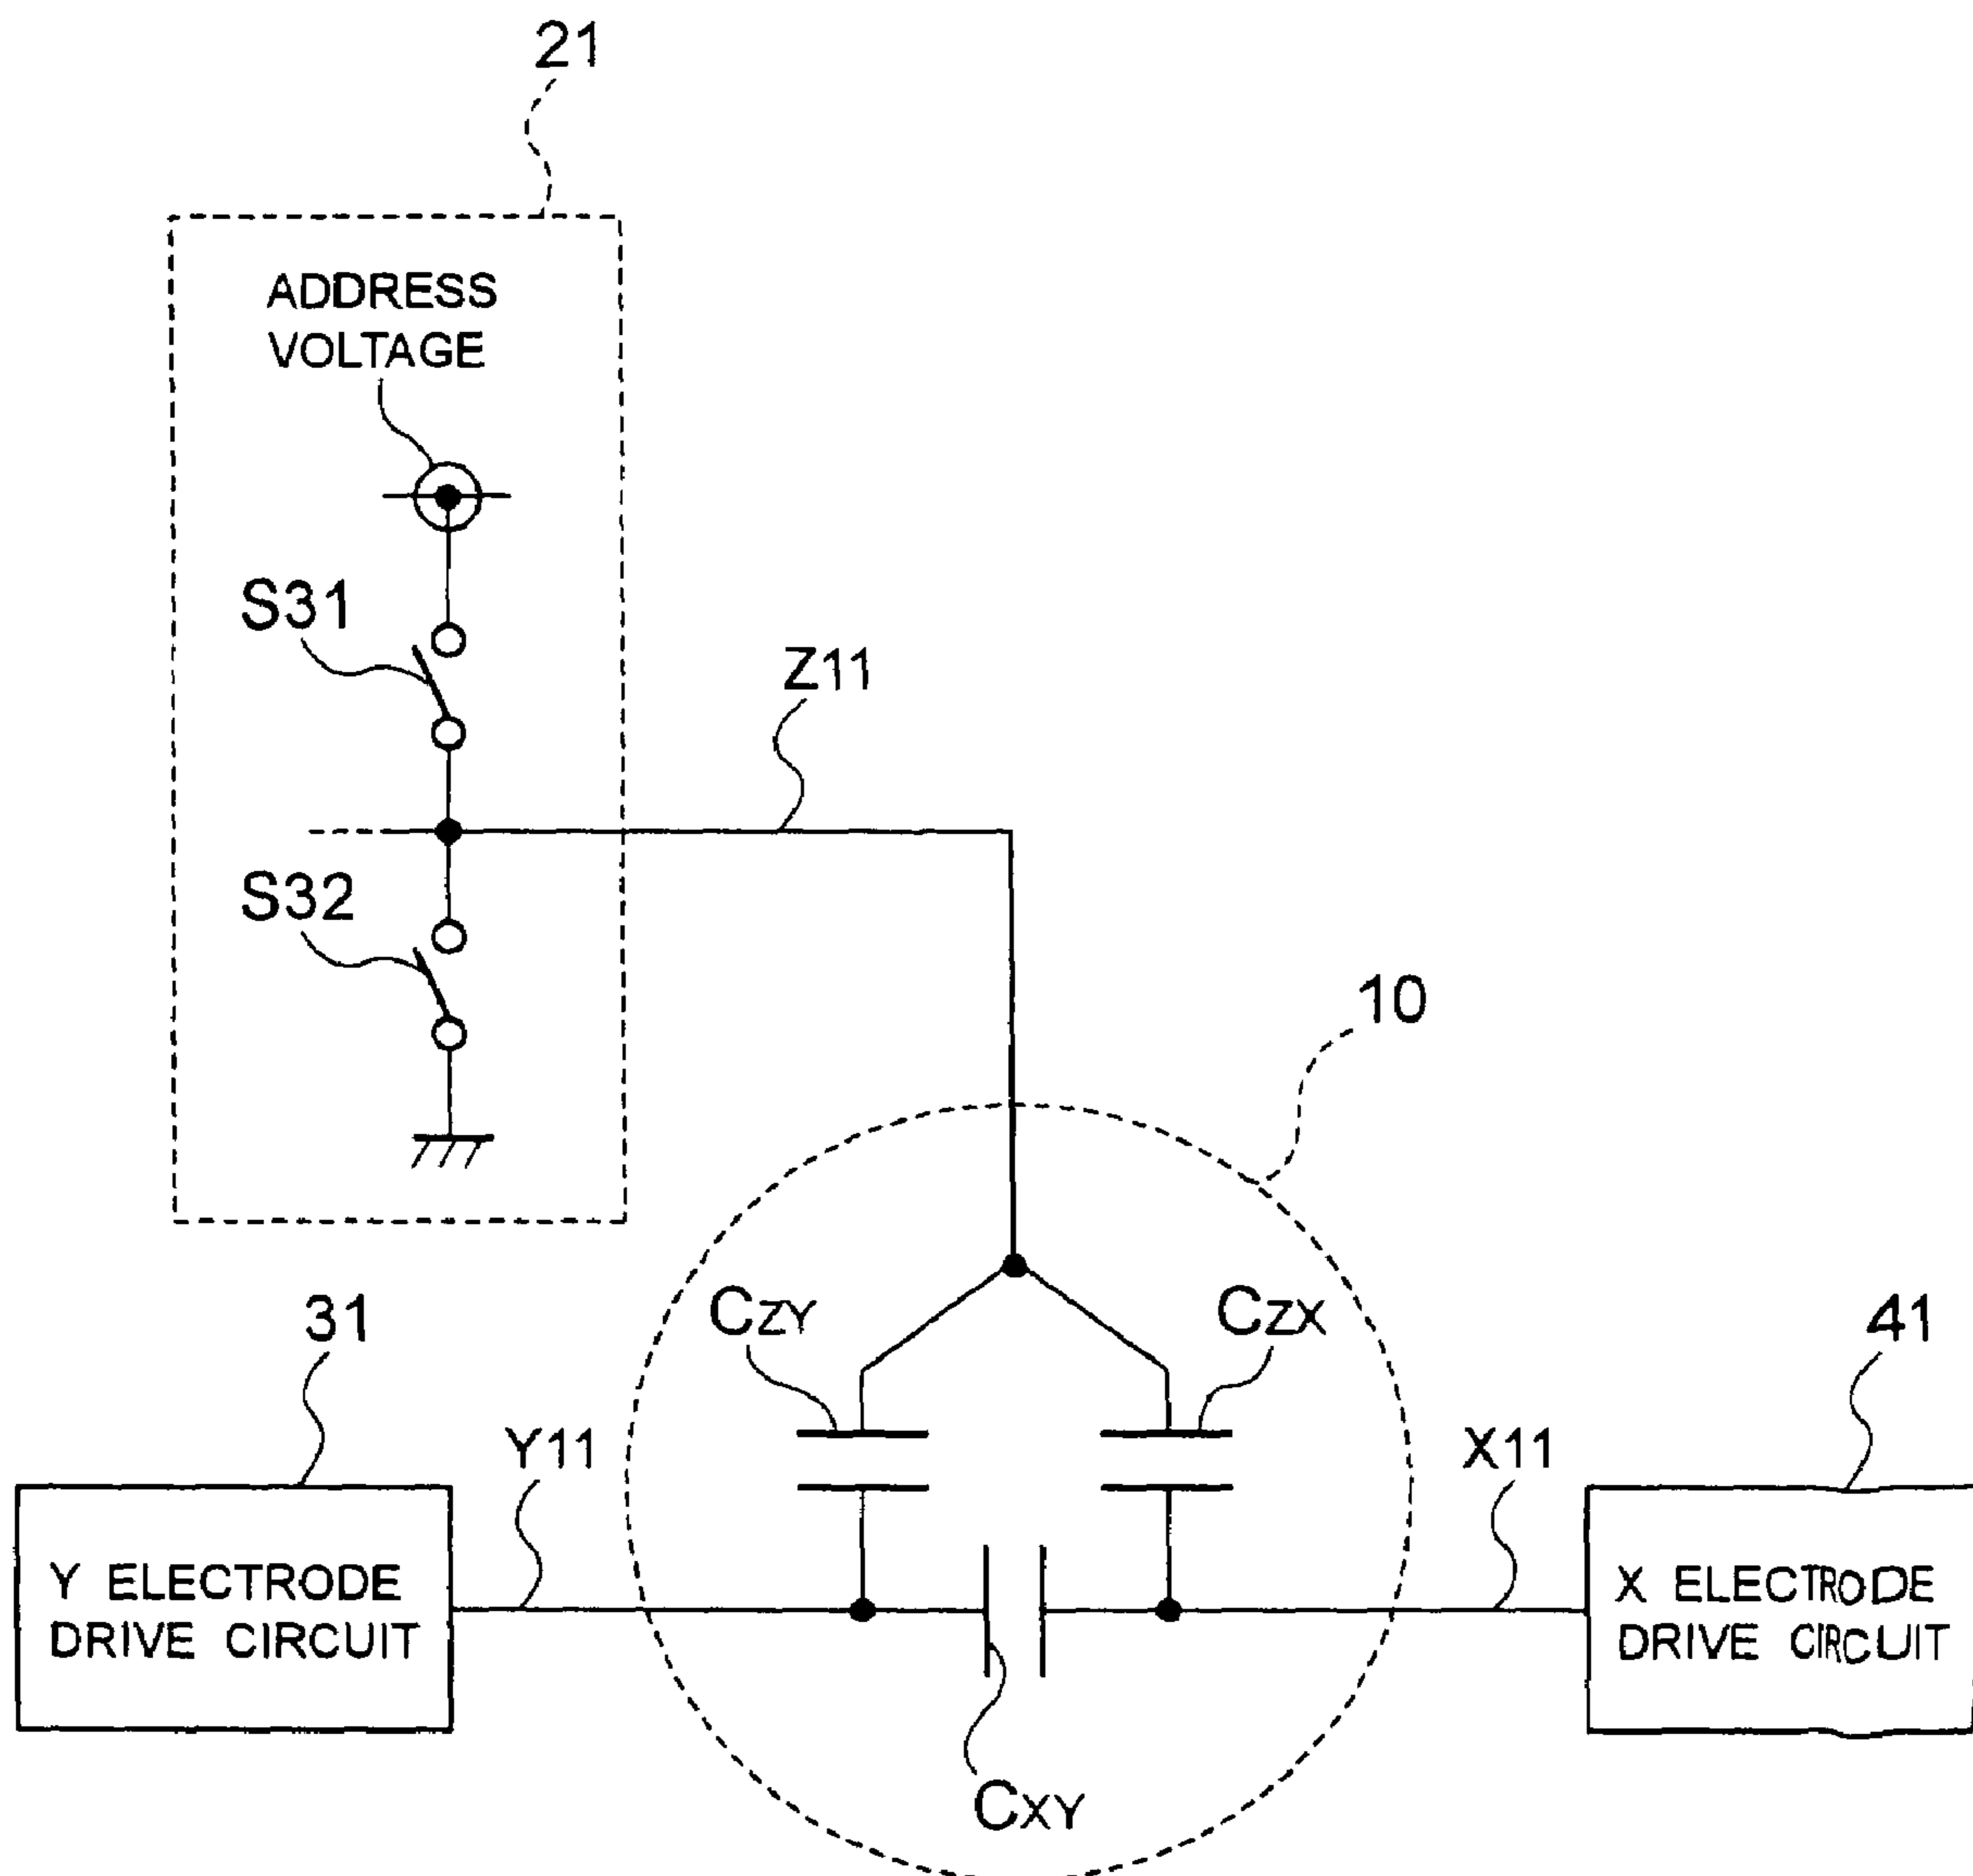 21
ADDRESS
VOLTAGE
S31
Z11
S32
10
31
CZY
CZX
41
Y11
X11
Y ELECTRODE
DRIVE CIRCUIT
X ELECTRODE
DRIVE CIRCUIT
CXY